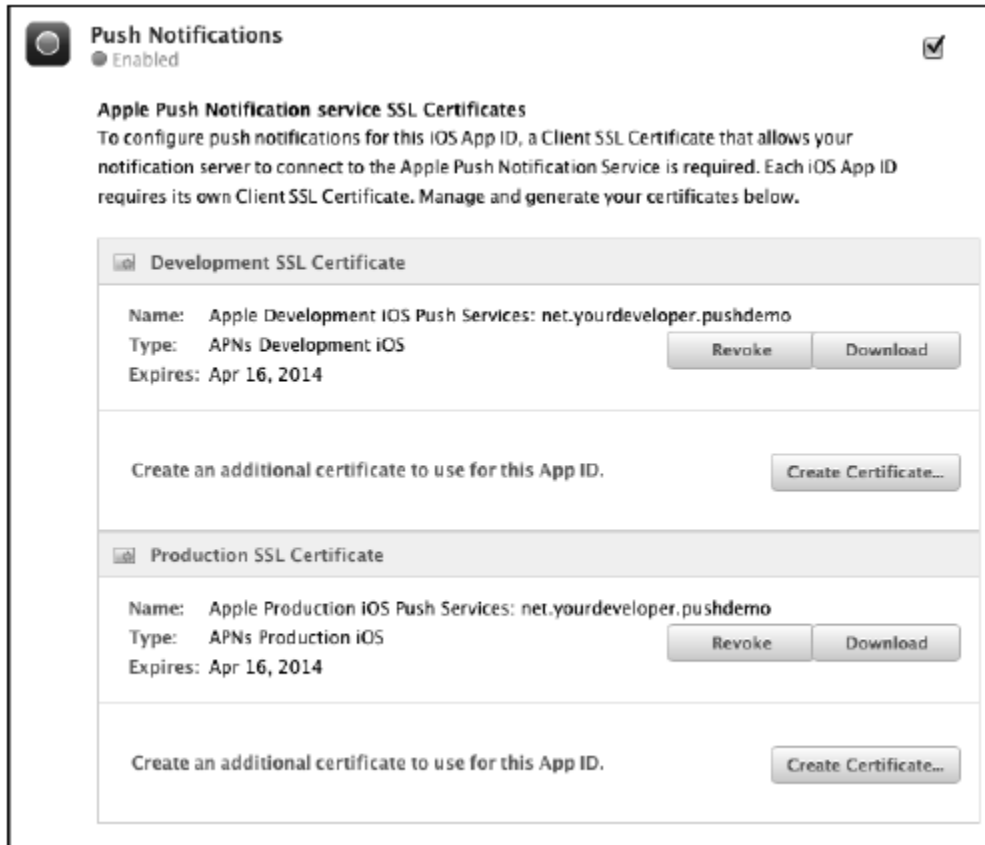 Push Notifications
Enabled
Apple Push Notification service SSL Certificates
To configure push notifications for this iOS App ID, a Client SSL Certificate that allows your
notification server to connect to the Apple Push Notification Service is required. Each iOS App ID
requires its own Client SSL Certificate. Manage and generate your certificates below.
Development SSL Certificate
Name: Apple Development iOS Push Services: net.yourdeveloper.pushdemo
Type: APNs Development iOS
Revoke Download
Expires: Apr 16, 2014
Create an additional certificate to use for this App ID.
Create Certificate...
Production SSL Certificate
Name: Apple Production iOS Push Services: net.yourdeveloper.pushdemo
Type: APNs Production iOS
Revoke Download
Expires: Apr 16, 2014
Create an additional certificate to use for this App ID.
Create Certificate...